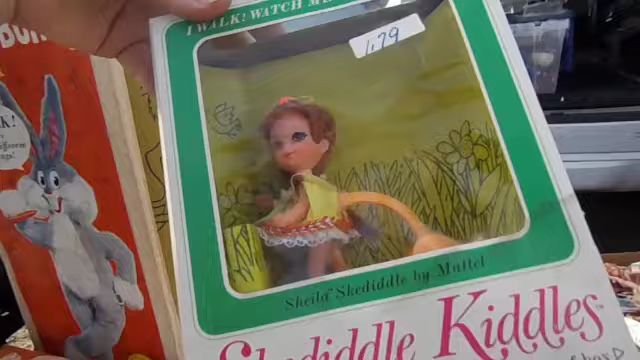 I WALK! WATCH ME
1.79
K!
Sheila Skediddle by Mattel
Skediddle Kiddles